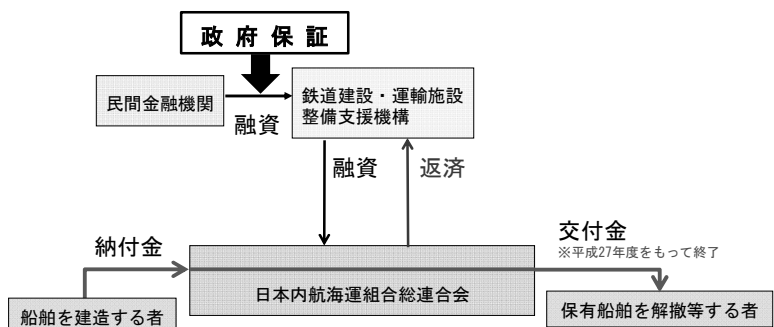 政府保証
民間金融機関
融資
鉄道建設・運輸施設
整備支援機構
融資
返済
納付金
交付金
※平成27年度をもって終了
日本内航海運組合総連合会
船舶を建造する者
保有船舶を解撤等する者